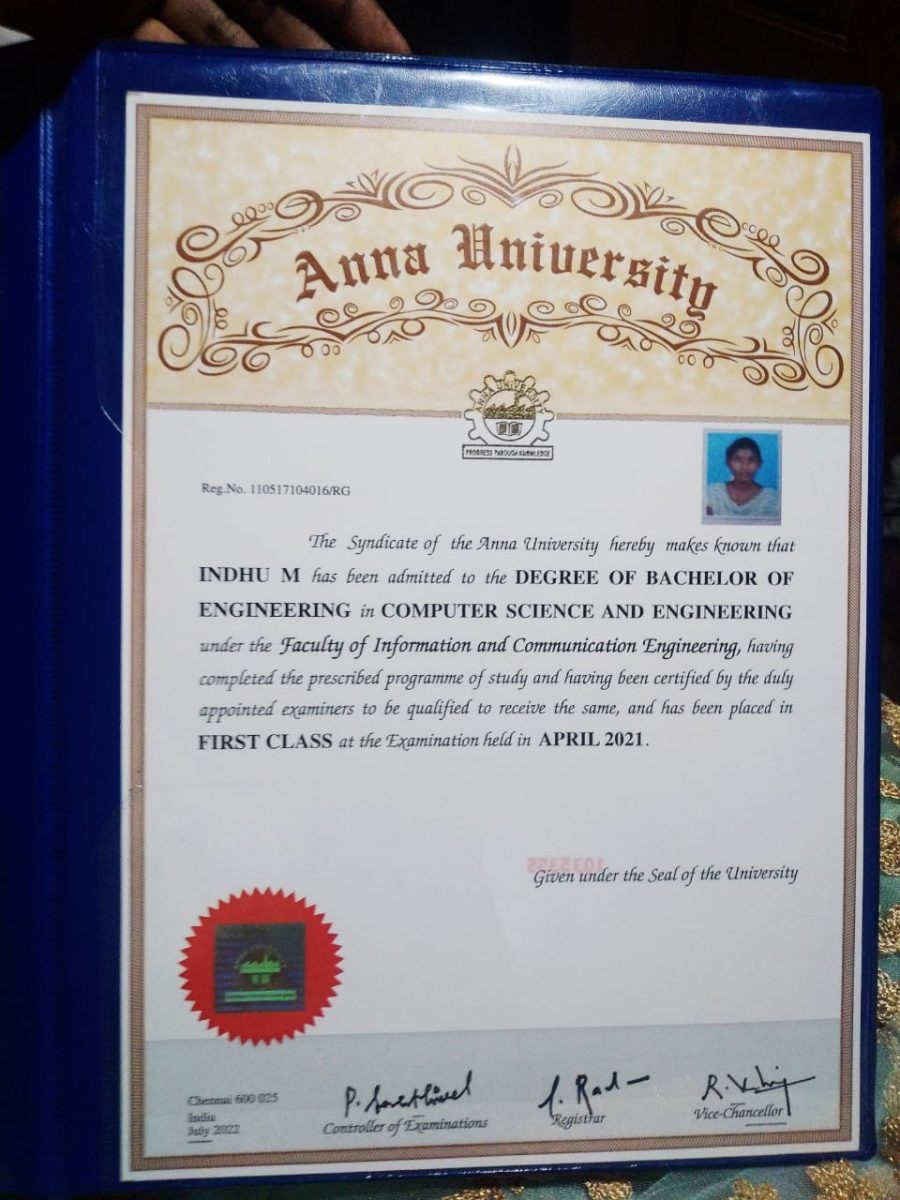 Anna University
ANNA UNIVERSITY
PROGRESS THROUGH KNOWLEDGE
Reg.No. 110517104016/RG
The Syndicate of the Anna University hereby makes known that
INDHU M has been admitted to the DEGREE OF BACHELOR OF
ENGINEERING in COMPUTER SCIENCE AND ENGINEERING
under the Faculty of Information and Communication Engineering, having
completed the prescribed programme of study and having been certified by the duly
appointed examiners to be qualified to receive the same, and has been placed in
FIRST CLASS at the Examination held in APRIL 2021.
Given under the Seal of the University
Chennai 600 025
India
July 2022
Controller of Examinations
Registrar
Vice-Chancellor